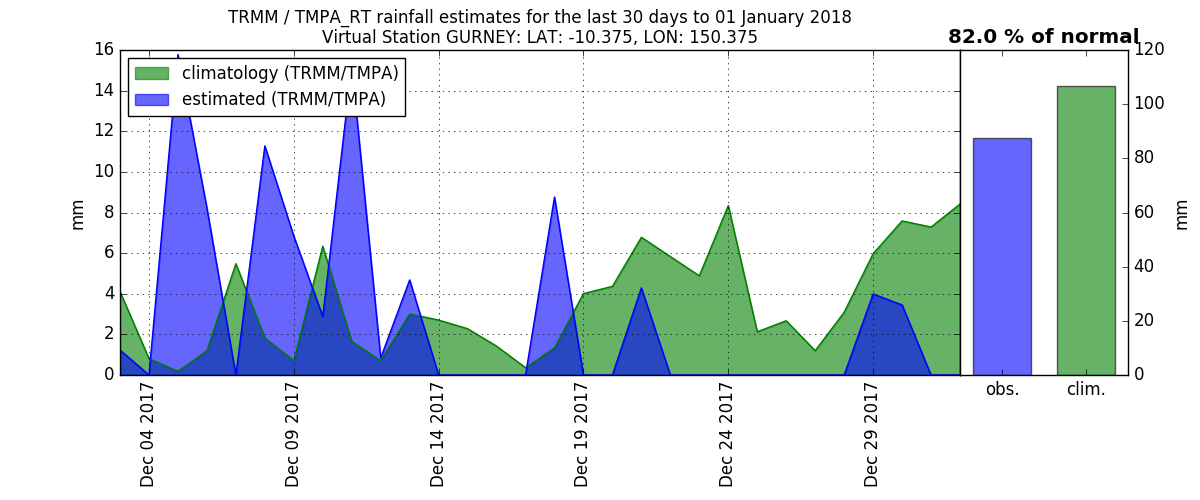 TRMM / TMPA_RT rainfall estimates for the last 30 days to 01 January 2018
Virtual Station GURNEY: LAT: -10.375, LON: 150.375
82.0 % of normal
climatology (TRMM/TMPA)
estimated (TRMM/TMPA)
16
14
12
10
8
6
4
2
0
mm
Dec 04 2017
Dec 09 2017
Dec 14 2017
Dec 19 2017
Dec 24 2017
Dec 29 2017
120
100
80
60
40
20
0
mm
obs.
clim.